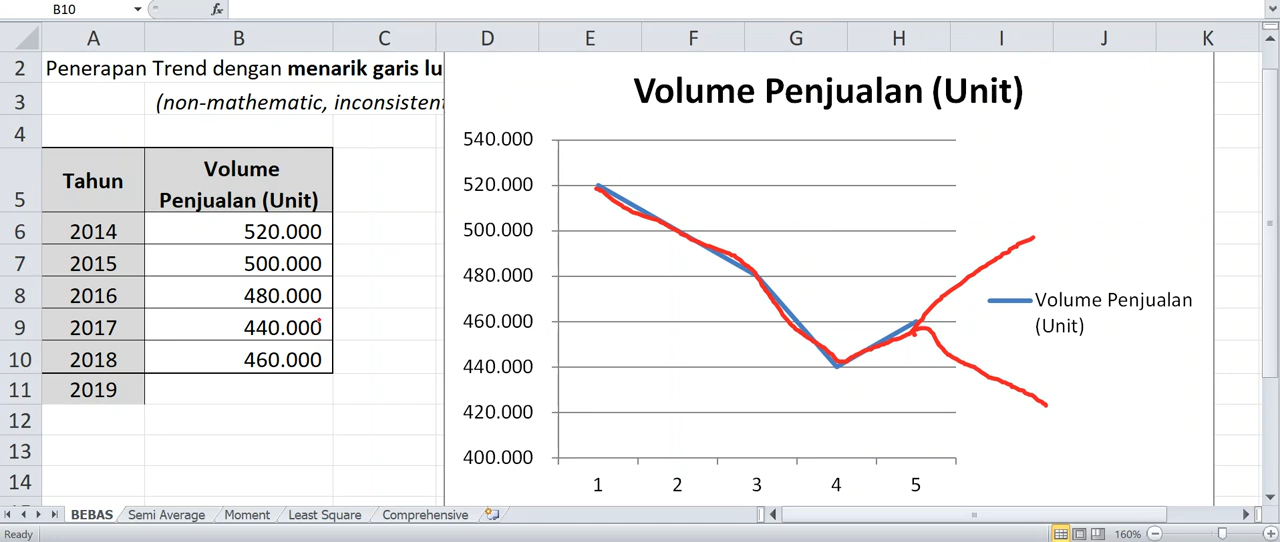 B10
fx
A B C D E F G H I J K
2 Penerapan Trend dengan menarik garis lu
3 (non-mathematic, inconsistent
4
5 Tahun Volume
Penjualan (Unit)
6 2014 520.000
7 2015 500.000
8 2016 480.000
9 2017 440.000
10 2018 460.000
11 2019
12
13
14
Volume Penjualan (Unit)
540.000
520.000
500.000
480.000
460.000
440.000
420.000
400.000
1 2 3 4 5
Volume Penjualan
(Unit)
BEBAS Semi Average Moment Least Square Comprehensive
Ready 160%